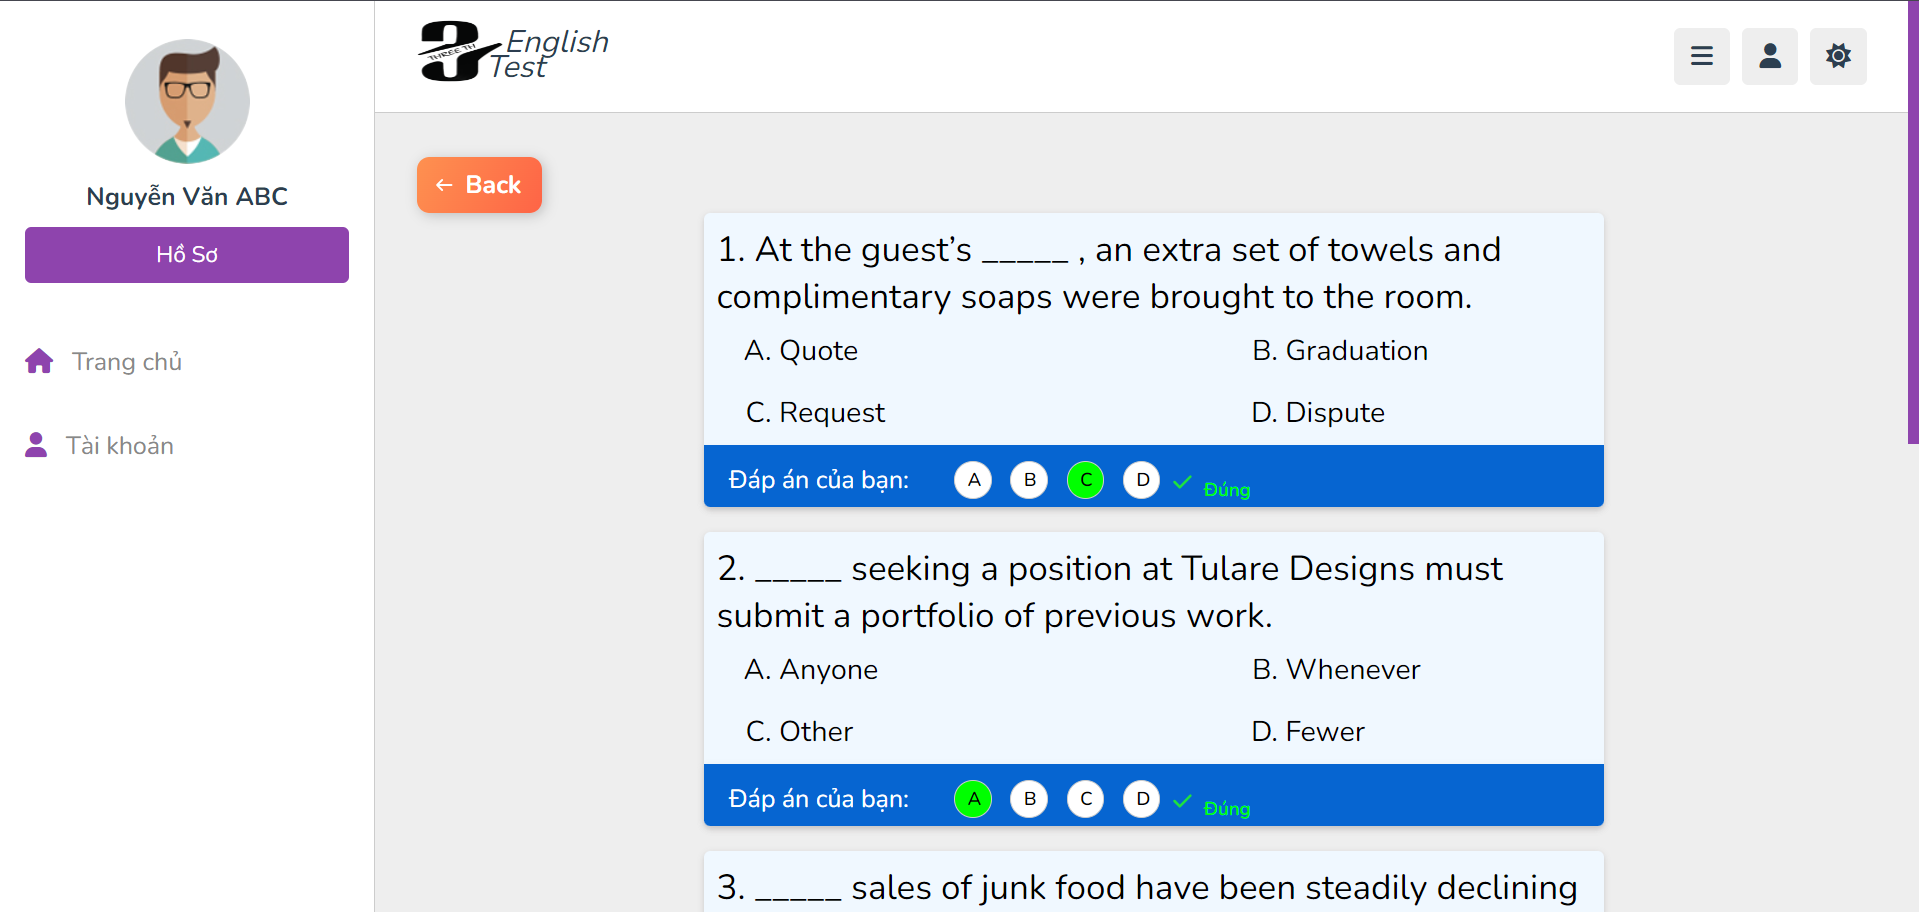 Nguyễn Văn ABC
Hồ Sơ
Trang chủ
Tài khoản
THREE TH
English
Test
Back
1. At the guest’s _____ , an extra set of towels and
complimentary soaps were brought to the room.
A. Quote
B. Graduation
C. Request
D. Dispute
Đáp án của bạn: A B C D Đúng
2. _____ seeking a position at Tulare Designs must
submit a portfolio of previous work.
A. Anyone
B. Whenever
C. Other
D. Fewer
Đáp án của bạn: A B C D Đúng
3. _____ sales of junk food have been steadily declining